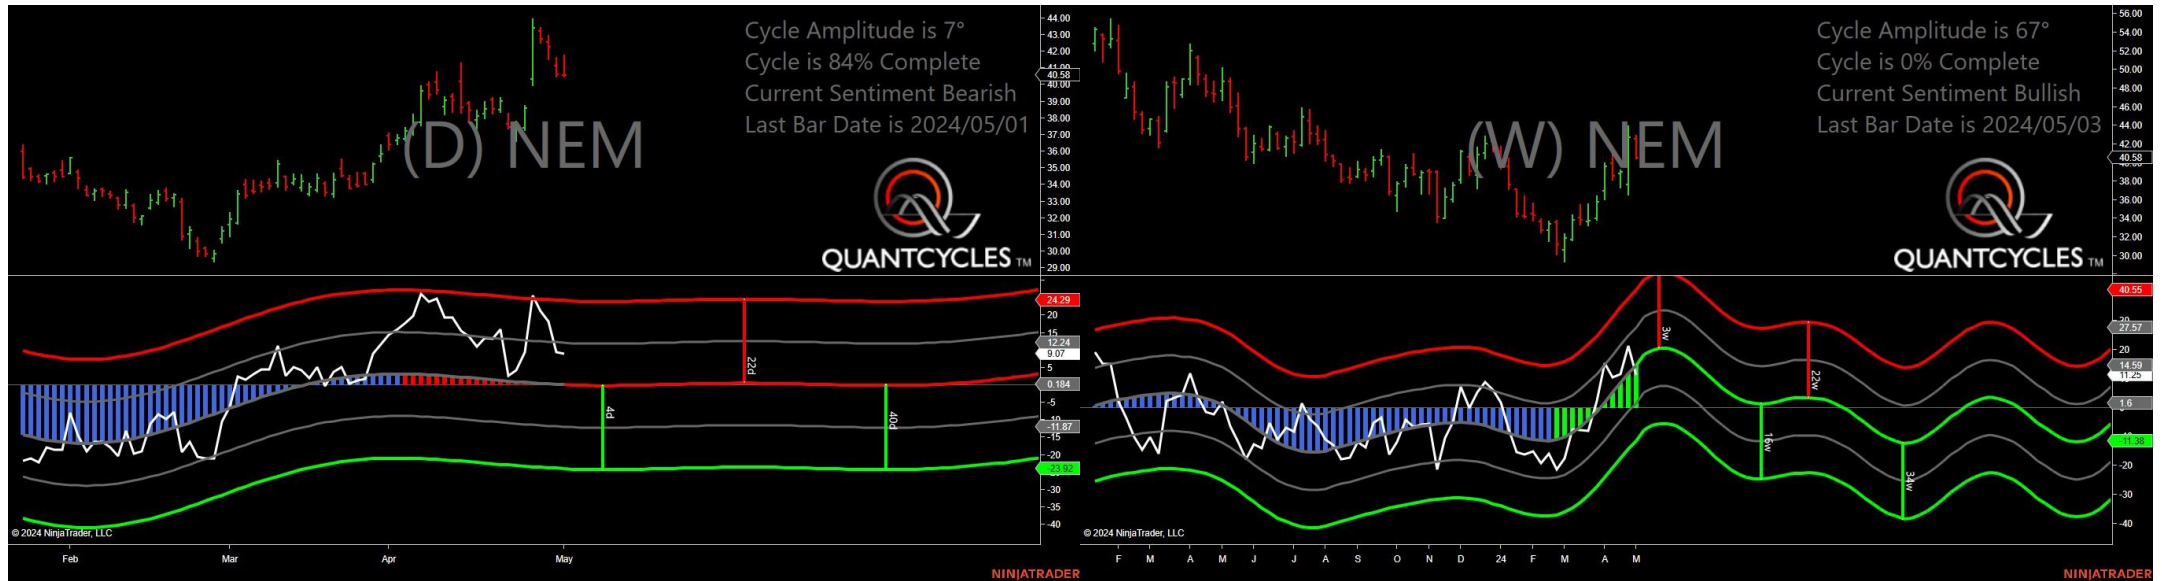 Cycle Amplitude is 7°
Cycle is 84% Complete
Current Sentiment Bearish
Last Bar Date is 2024/05/01
(D) NEM
QUANTCYCLES TM
44.00
43.00
42.00
41.00
40.58
39.00
38.00
37.00
36.00
35.00
34.00
33.00
32.00
31.00
30.00
29.00
24.29
20
15
12.24
9.07
5
0.184
-5
-11.87
-15
-20
-23.92
-30
-35
-40
4d
22d
40d
© 2024 NinjaTrader, LLC
Feb Mar Apr May
NINJATRADER
Cycle Amplitude is 67°
Cycle is 0% Complete
Current Sentiment Bullish
Last Bar Date is 2024/05/03
(W) NEM
QUANTCYCLES TM
56.00
54.00
52.00
50.00
48.00
46.00
44.00
42.00
40.58
38.00
36.00
34.00
32.00
30.00
40.55
27.57
20
14.59
11.25
1.6
-11.38
-20
-30
-40
3w
16w
22w
34w
© 2024 NinjaTrader, LLC
F M A M J J A S O N D 24 F M A M
NINJATRADER